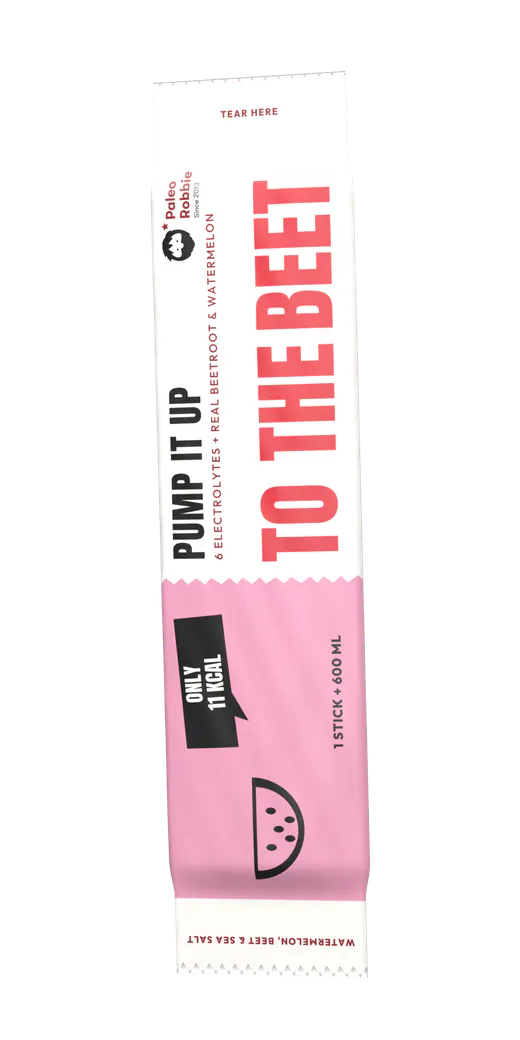 TEAR HERE
Paleo
Robbie
Since 2013
PUMP IT UP
6 ELECTROLYTES + REAL BEETROOT & WATERMELON
TO THE BEET
ONLY
11 KCAL
1 STICK + 600 ML
WATERMELON, BEET & SEA SALT